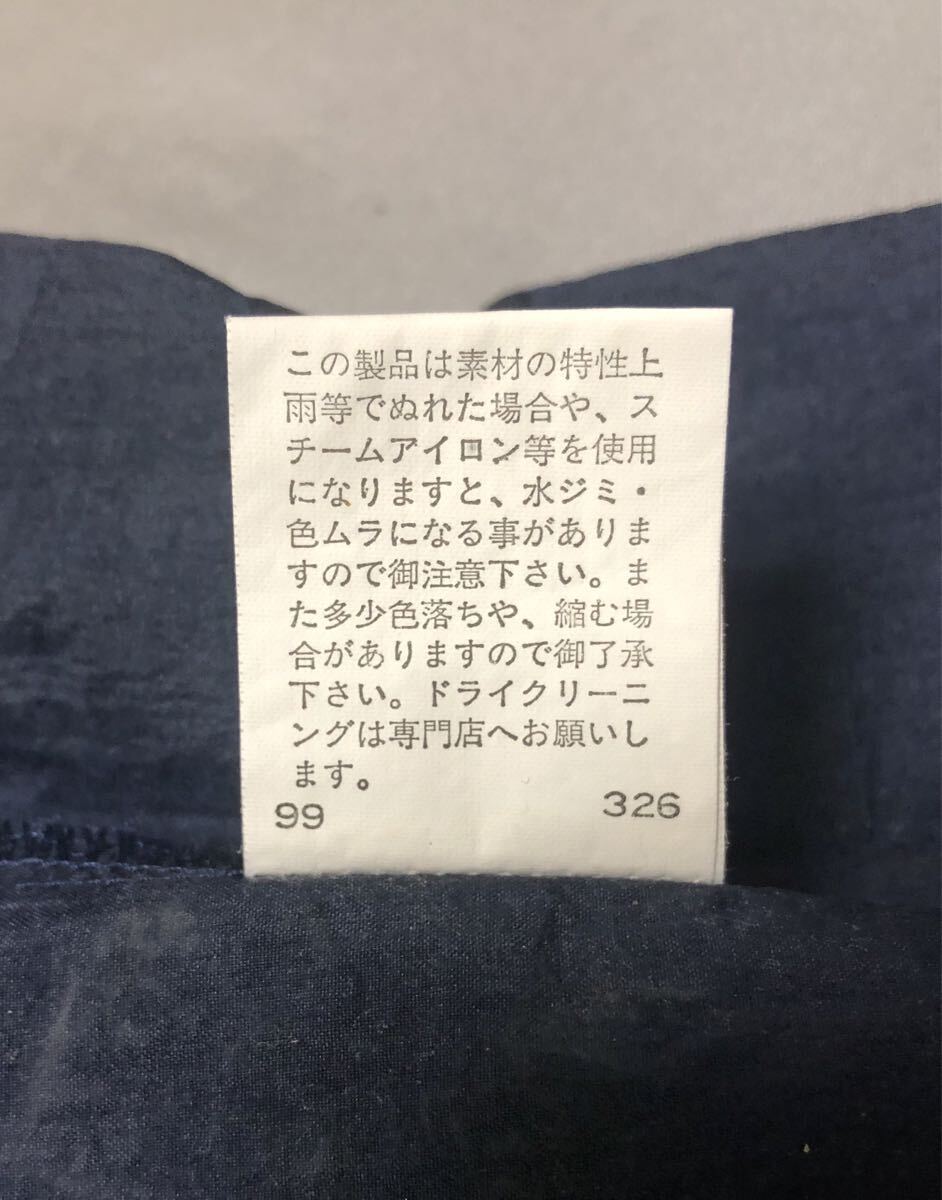 この製品は素材の特性上
雨等でぬれた場合や、ス
チームアイロン等を使用
になりますと、水ジミ・
色ムラになる事がありま
すので御注意下さい。ま
た多少色落ちや、縮む場
合がありますので御了承
下さい。ドライクリーニ
ングは専門店へお願いし
ます。
99 326